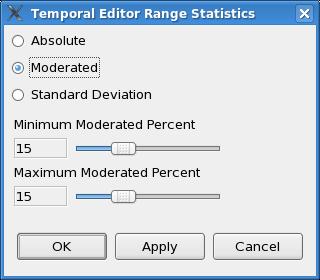 Temporal Editor Range Statistics
Absolute
Moderated
Standard Deviation
Minimum Moderated Percent
15
Maximum Moderated Percent
15
OK Apply Cancel